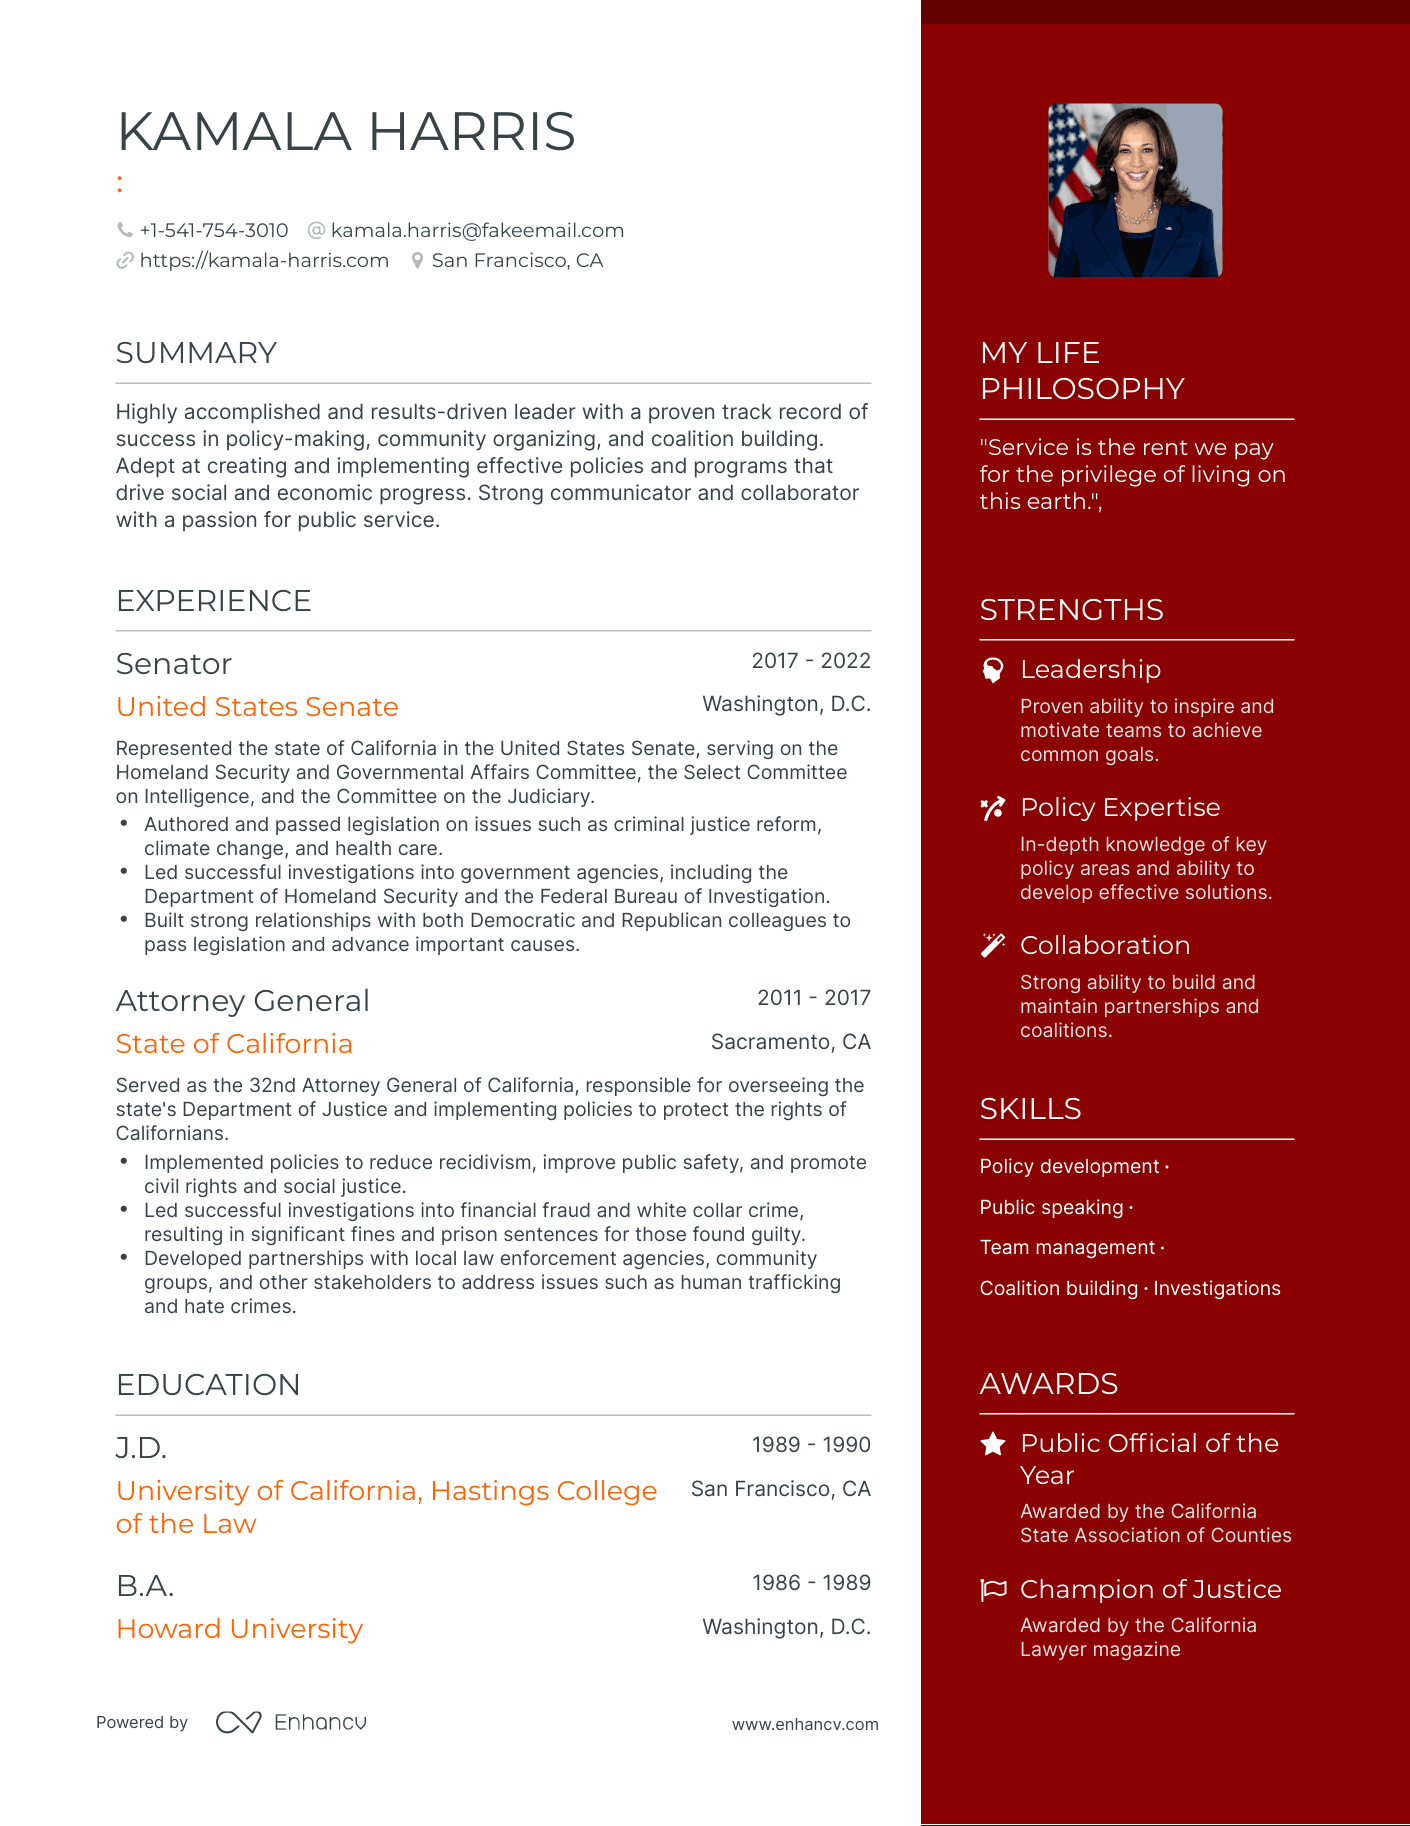 KAMALA HARRIS
:
+1-541-754-3010 kamala.harris@fakeemail.com
https://kamala-harris.com San Francisco, CA
SUMMARY
Highly accomplished and results-driven leader with a proven track record of
success in policy-making, community organizing, and coalition building.
Adept at creating and implementing effective policies and programs that
drive social and economic progress. Strong communicator and collaborator
with a passion for public service.
EXPERIENCE
Senator 2017 - 2022
United States Senate Washington, D.C.
Represented the state of California in the United States Senate, serving on the
Homeland Security and Governmental Affairs Committee, the Select Committee
on Intelligence, and the Committee on the Judiciary.
• Authored and passed legislation on issues such as criminal justice reform,
climate change, and health care.
• Led successful investigations into government agencies, including the
Department of Homeland Security and the Federal Bureau of Investigation.
• Built strong relationships with both Democratic and Republican colleagues to
pass legislation and advance important causes.
Attorney General 2011 - 2017
State of California Sacramento, CA
Served as the 32nd Attorney General of California, responsible for overseeing the
state's Department of Justice and implementing policies to protect the rights of
Californians.
• Implemented policies to reduce recidivism, improve public safety, and promote
civil rights and social justice.
• Led successful investigations into financial fraud and white collar crime,
resulting in significant fines and prison sentences for those found guilty.
• Developed partnerships with local law enforcement agencies, community
groups, and other stakeholders to address issues such as human trafficking
and hate crimes.
EDUCATION
J.D. 1989 - 1990
University of California, Hastings College San Francisco, CA
of the Law
B.A. 1986 - 1989
Howard University Washington, D.C.
Powered by Enhancv www.enhancv.com
MY LIFE
PHILOSOPHY
"Service is the rent we pay
for the privilege of living on
this earth.",
STRENGTHS
Leadership
Proven ability to inspire and
motivate teams to achieve
common goals.
Policy Expertise
In-depth knowledge of key
policy areas and ability to
develop effective solutions.
Collaboration
Strong ability to build and
maintain partnerships and
coalitions.
SKILLS
Policy development ·
Public speaking ·
Team management ·
Coalition building · Investigations
AWARDS
Public Official of the
Year
Awarded by the California
State Association of Counties
Champion of Justice
Awarded by the California
Lawyer magazine